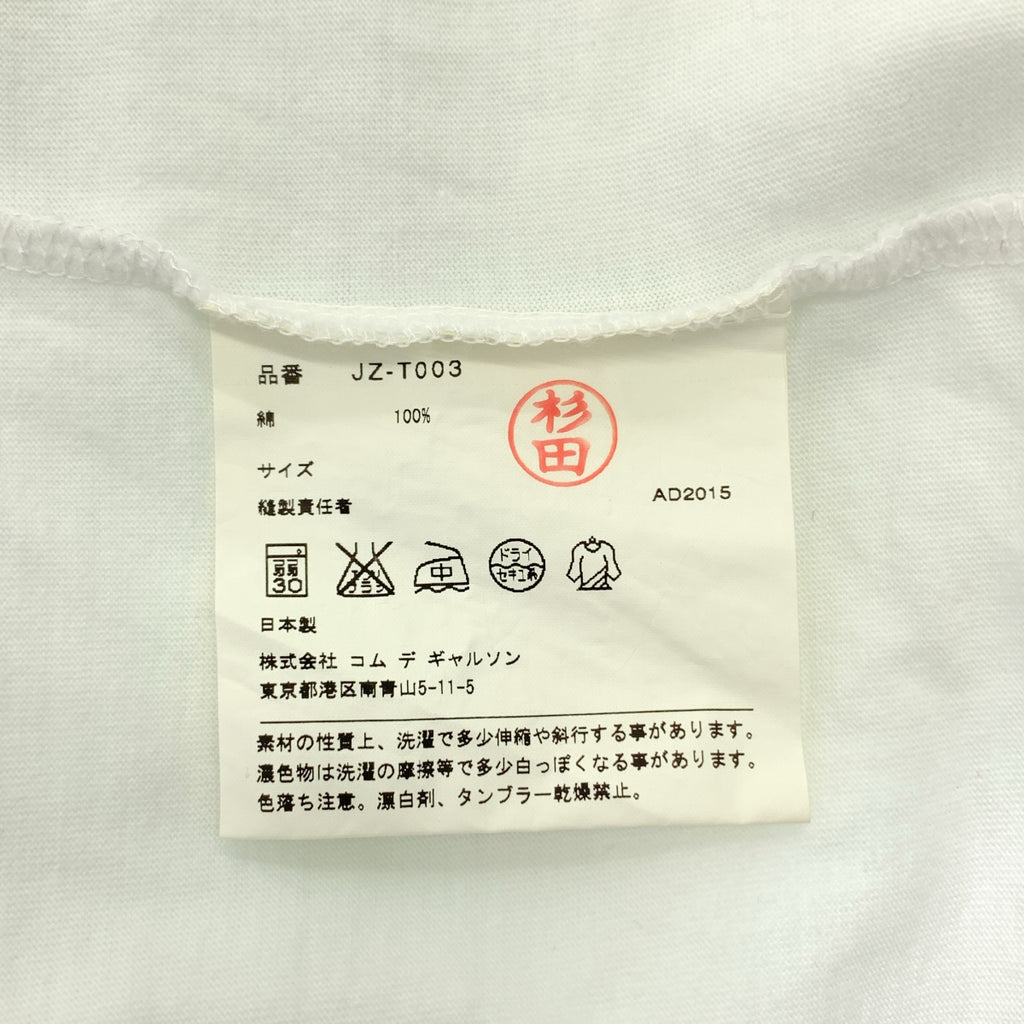 品番 JZ-T003
綿 100%
杉田
サイズ
AD2015
縫製責任者
弱 30
エンソ
サラシ
中
ドライ
セキユ系
日本製
株式会社 コム デ ギャルソン
東京都港区南青山5-11-5
素材の性質上、洗濯で多少伸縮や斜行する事があります。
濃色物は洗濯の摩擦等で多少白っぽくなる事があります。
色落ち注意。漂白剤、タンブラー乾燥禁止。